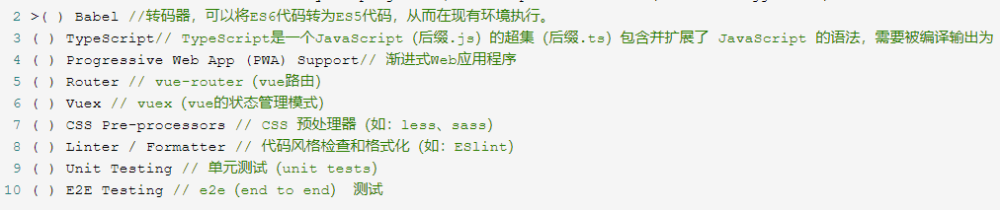 2 >( ) Babel //转码器，可以将ES6代码转为ES5代码，从而在现有环境执行。
3 ( ) TypeScript// TypeScript是一个JavaScript（后缀.js）的超集（后缀.ts）包含并扩展了 JavaScript 的语法，需要被编译输出为
4 ( ) Progressive Web App (PWA) Support// 渐进式Web应用程序
5 ( ) Router // vue-router（vue路由）
6 ( ) Vuex // vuex（vue的状态管理模式）
7 ( ) CSS Pre-processors // CSS 预处理器（如：less、sass）
8 ( ) Linter / Formatter // 代码风格检查和格式化（如：ESlint）
9 ( ) Unit Testing // 单元测试（unit tests）
10 ( ) E2E Testing // e2e（end to end） 测试